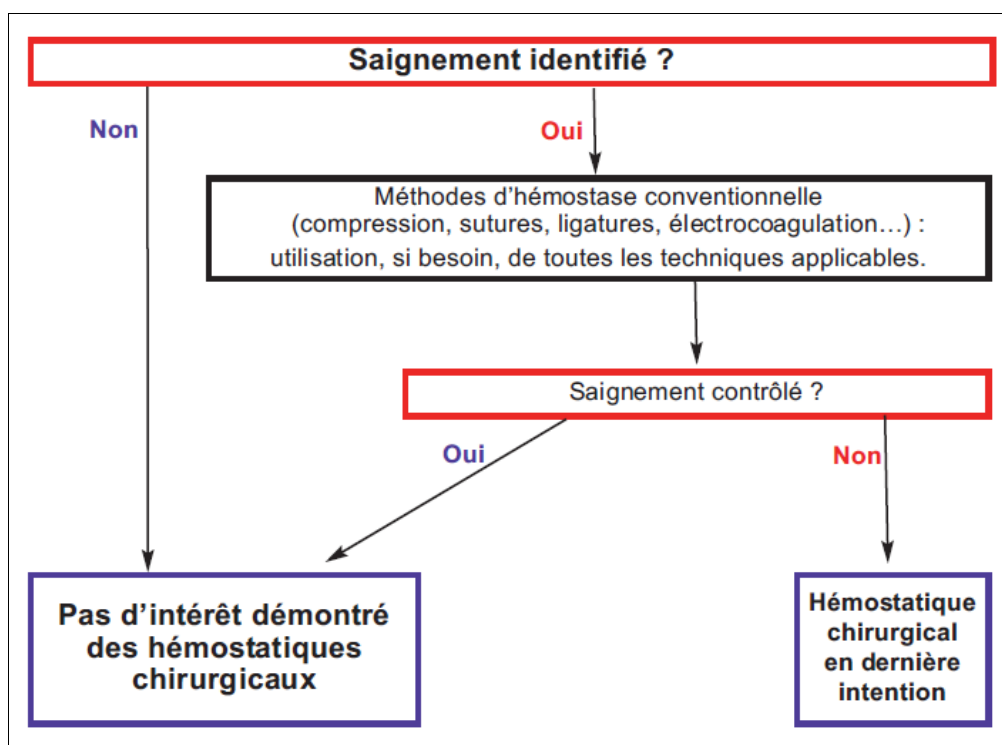 Saignement identifié ?
Non
Oui
Méthodes d'hémostase conventionnelle
(compression, sutures, ligatures, électrocoagulation…) :
utilisation, si besoin, de toutes les techniques applicables.
Saignement contrôlé ?
Oui
Non
Pas d'intérêt démontré
des hémostatiques
chirurgicaux
Hémostatique
chirurgical
en dernière
intention